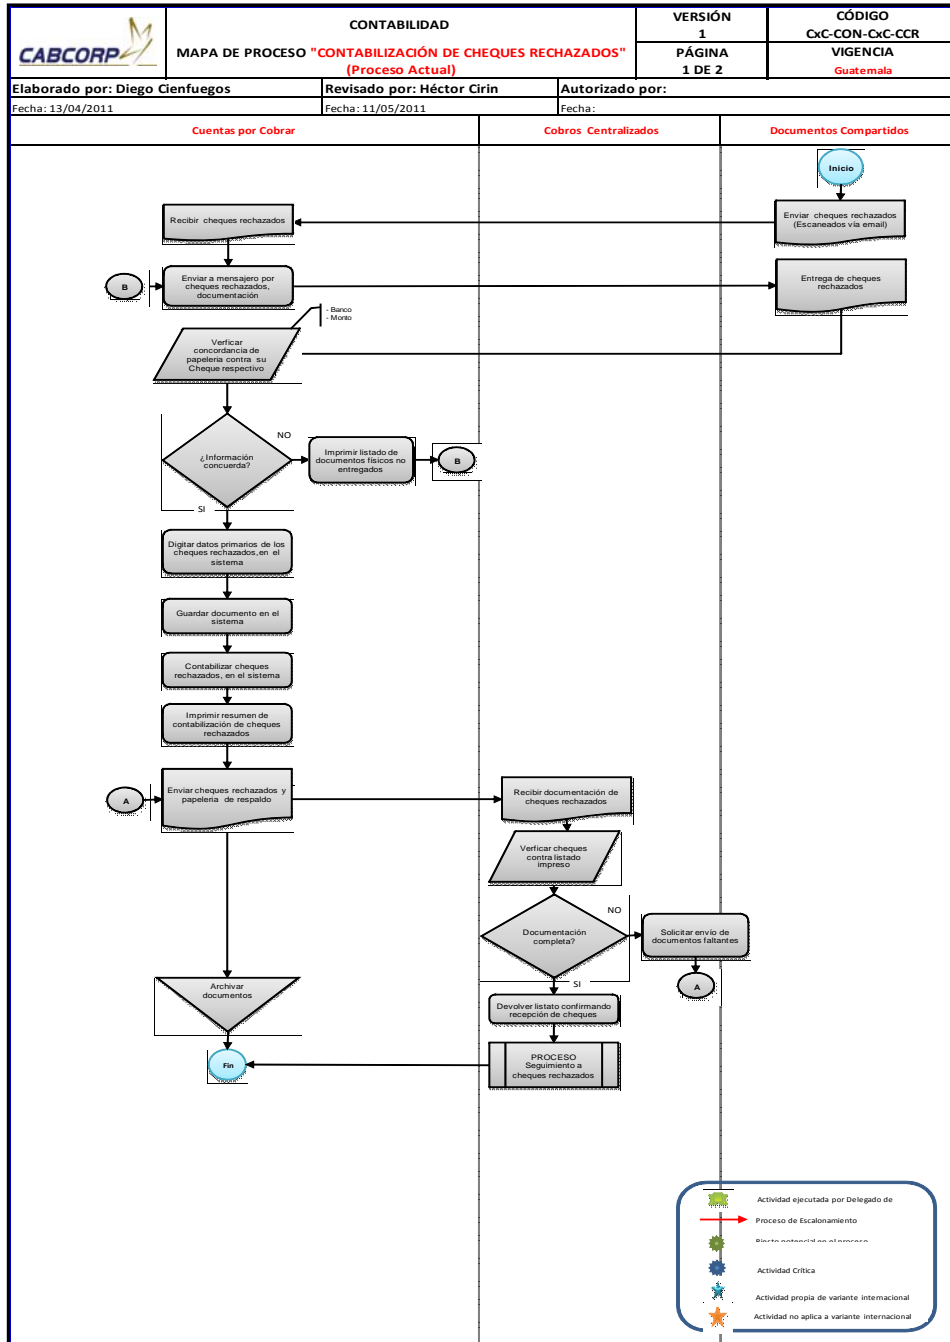 CABCORP
CONTABILIDAD
MAPA DE PROCESO "CONTABILIZACIÓN DE CHEQUES RECHAZADOS"
(Proceso Actual)
VERSIÓN
1
CÓDIGO
CxC-CON-CxC-CCR
PÁGINA
1 DE 2
VIGENCIA
Guatemala
Elaborado por: Diego Cienfuegos
Revisado por: Héctor Cirin
Autorizado por:
Fecha: 13/04/2011
Fecha: 11/05/2011
Fecha:
Cuentas por Cobrar
Cobros Centralizados
Documentos Compartidos
Inicio
Enviar cheques rechazados
(Escaneados vía email)
Recibir cheques rechazados
B
Enviar a mensajero por
cheques rechazados,
documentación
Entrega de cheques
rechazados
- Banco
- Monto
Verficar
concordancia de
papelería contra su
Cheque respectivo
¿Información
concuerda?
NO
Imprimir listado de
documentos físicos no
entregados
B
SI
Digitar datos primarios de los
cheques rechazados,en el
sistema
Guardar documento en el
sistema
Contabilizar cheques
rechazados, en el sistema
Imprimir resumen de
contabilización de cheques
rechazados
A
Enviar cheques rechazados y
papelería de respaldo
Recibir documentación de
cheques rechazados
Verficar cheques
contra listado
impreso
Documentación
completa?
NO
Solicitar envío de
documentos faltantes
A
SI
Devolver listato confirmando
recepción de cheques
PROCESO
Seguimiento a
cheques rechazados
Archivar
documentos
Fin
Actividad ejecutada por Delegado de
Proceso de Escalonamiento
potencial en el proceso
Actividad Crítica
Actividad propia de variante internacional
Actividad no aplica a variante internacional